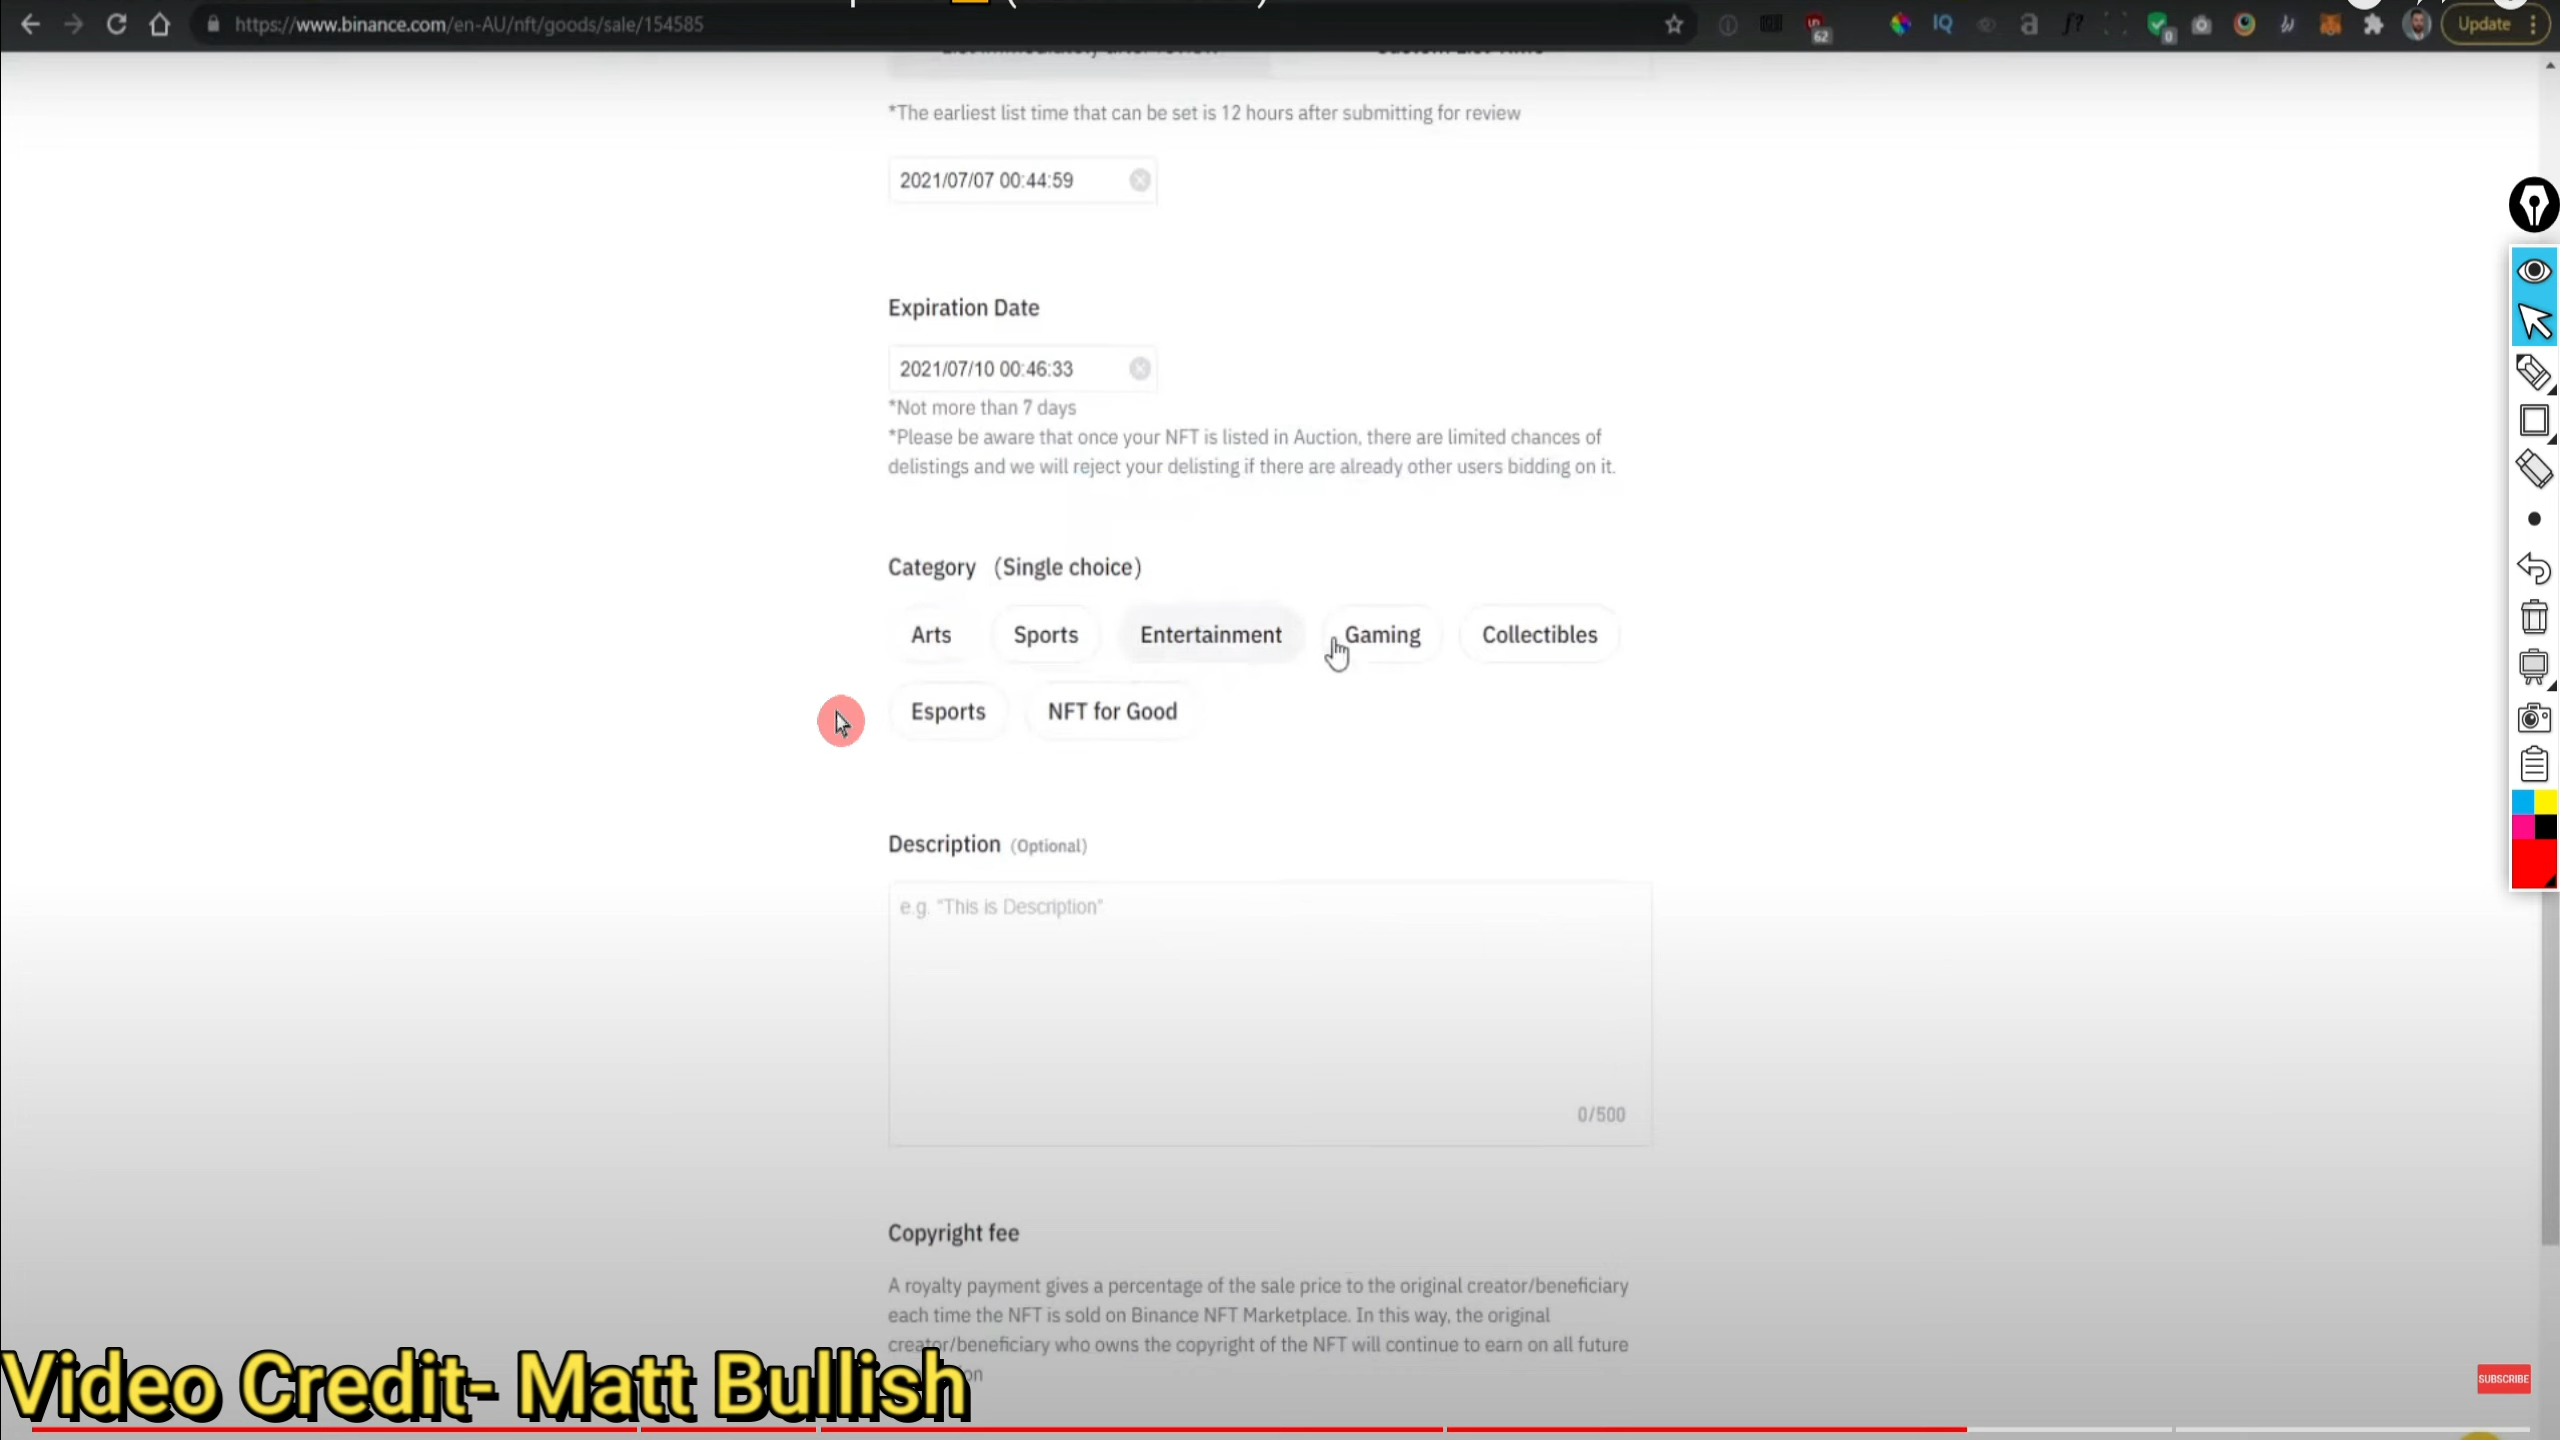 https://www.binance.com/en-AU/nft/goods/sale/154585
62
IQ
a
f?
0
Update
*The earliest list time that can be set is 12 hours after submitting for review
2021/07/07 00:44:59
Expiration Date
2021/07/10 00:46:33
*Not more than 7 days
*Please be aware that once your NFT is listed in Auction, there are limited chances of
delistings and we will reject your delisting if there are already other users bidding on it.
Category (Single choice)
Arts Sports Entertainment Gaming Collectibles
Esports NFT for Good
Description (Optional)
e.g. "This is Description"
0/500
Copyright fee
A royalty payment gives a percentage of the sale price to the original creator/beneficiary
each time the NFT is sold on Binance NFT Marketplace. In this way, the original
creator/beneficiary who owns the copyright of the NFT will continue to earn on all future
Video Credit- Matt Bullish
SUBSCRIBE